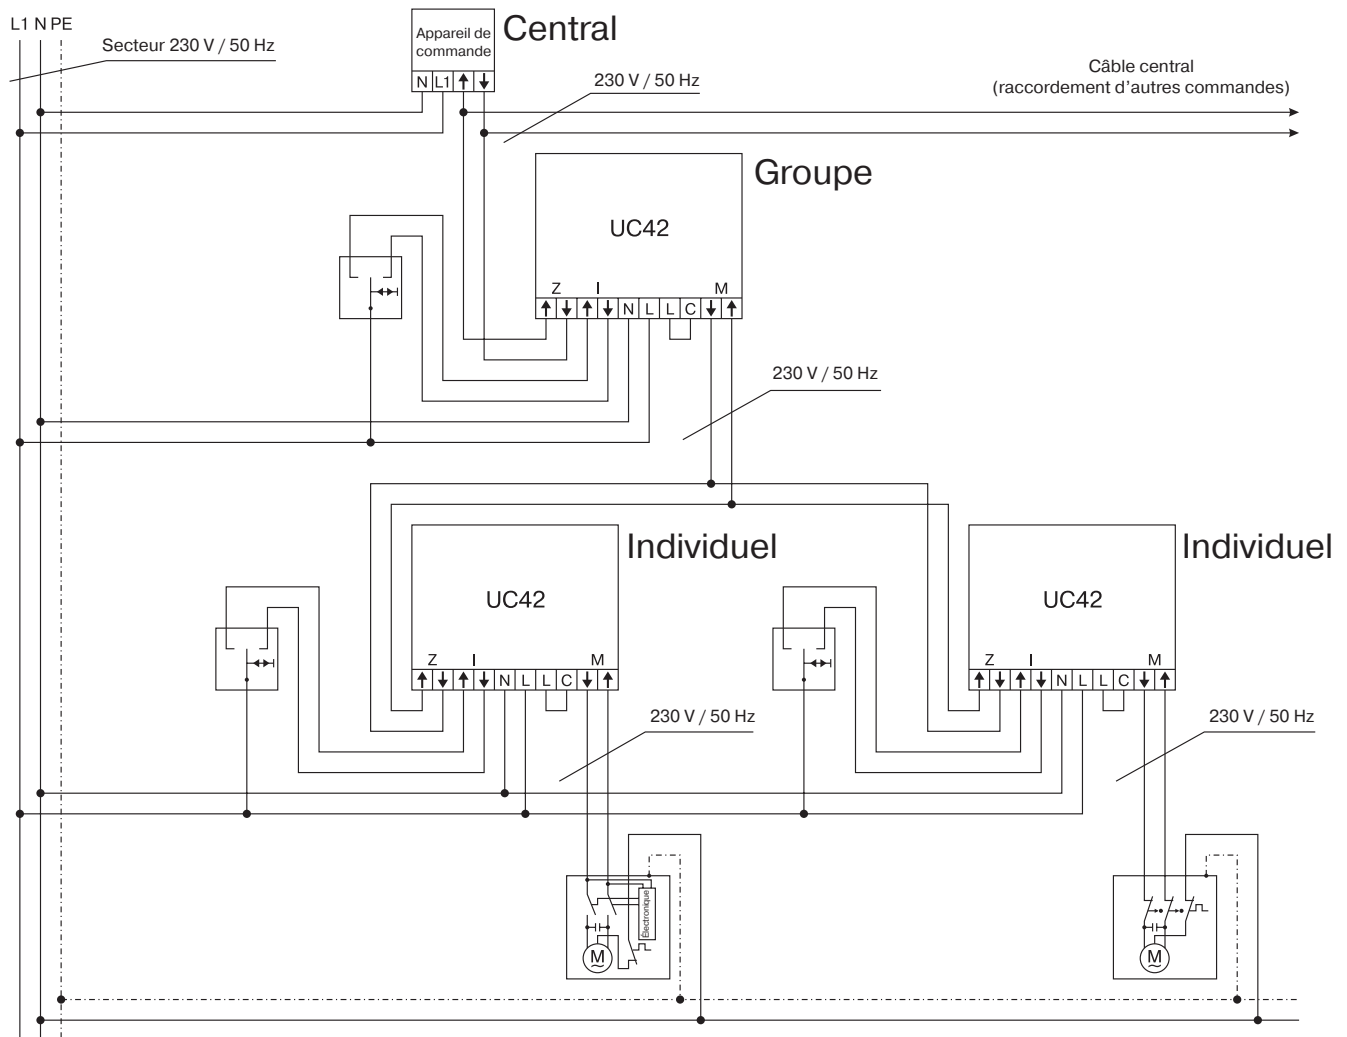 L1 N PE
Secteur 230 V / 50 Hz
Appareil de
commande
Central
N L1
230 V / 50 Hz
Câble central
(raccordement d'autres commandes)
Groupe
UC42
Z I M
N L L C
230 V / 50 Hz
Individuel
UC42
Z I M
N L L C
230 V / 50 Hz
Électronique
M
Individuel
UC42
Z I M
N L L C
230 V / 50 Hz
M